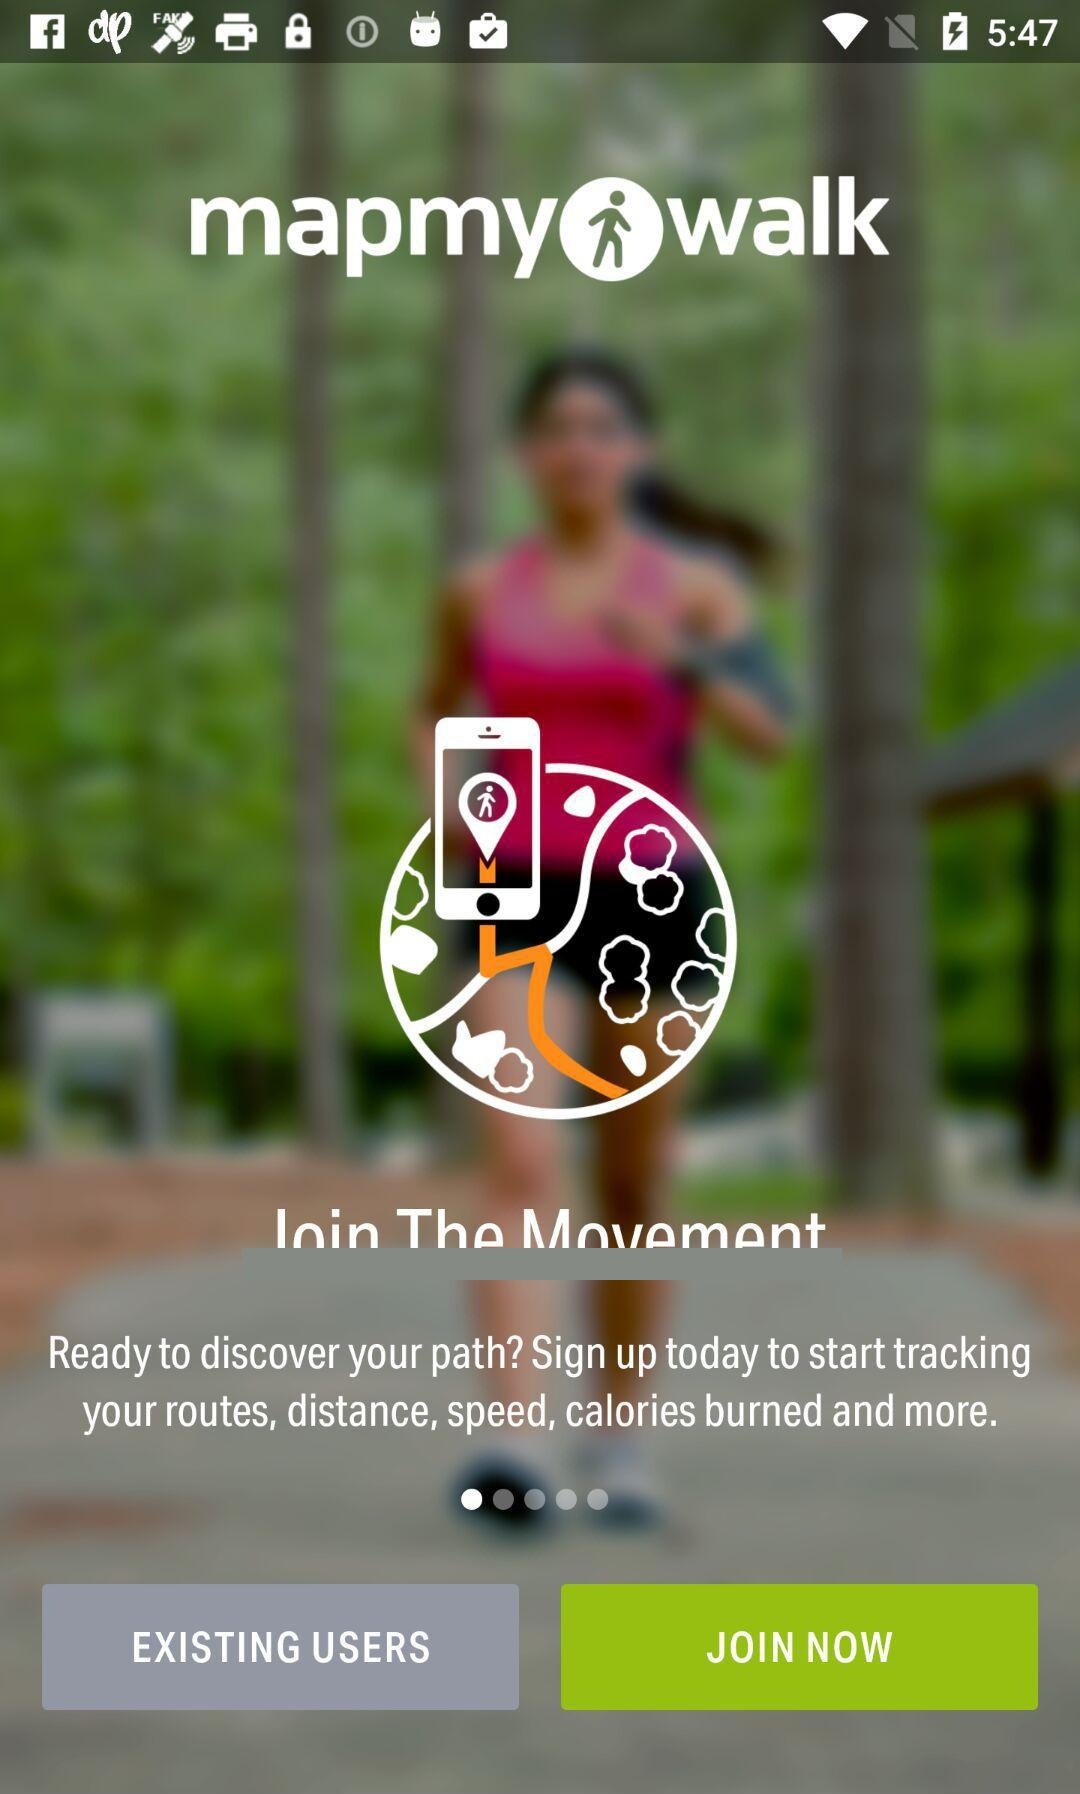 FAKE
5:47
mapmywalk
Join The Movement
Ready to discover your path? Sign up today to start tracking
your routes, distance, speed, calories burned and more.
EXISTING USERS
JOIN NOW